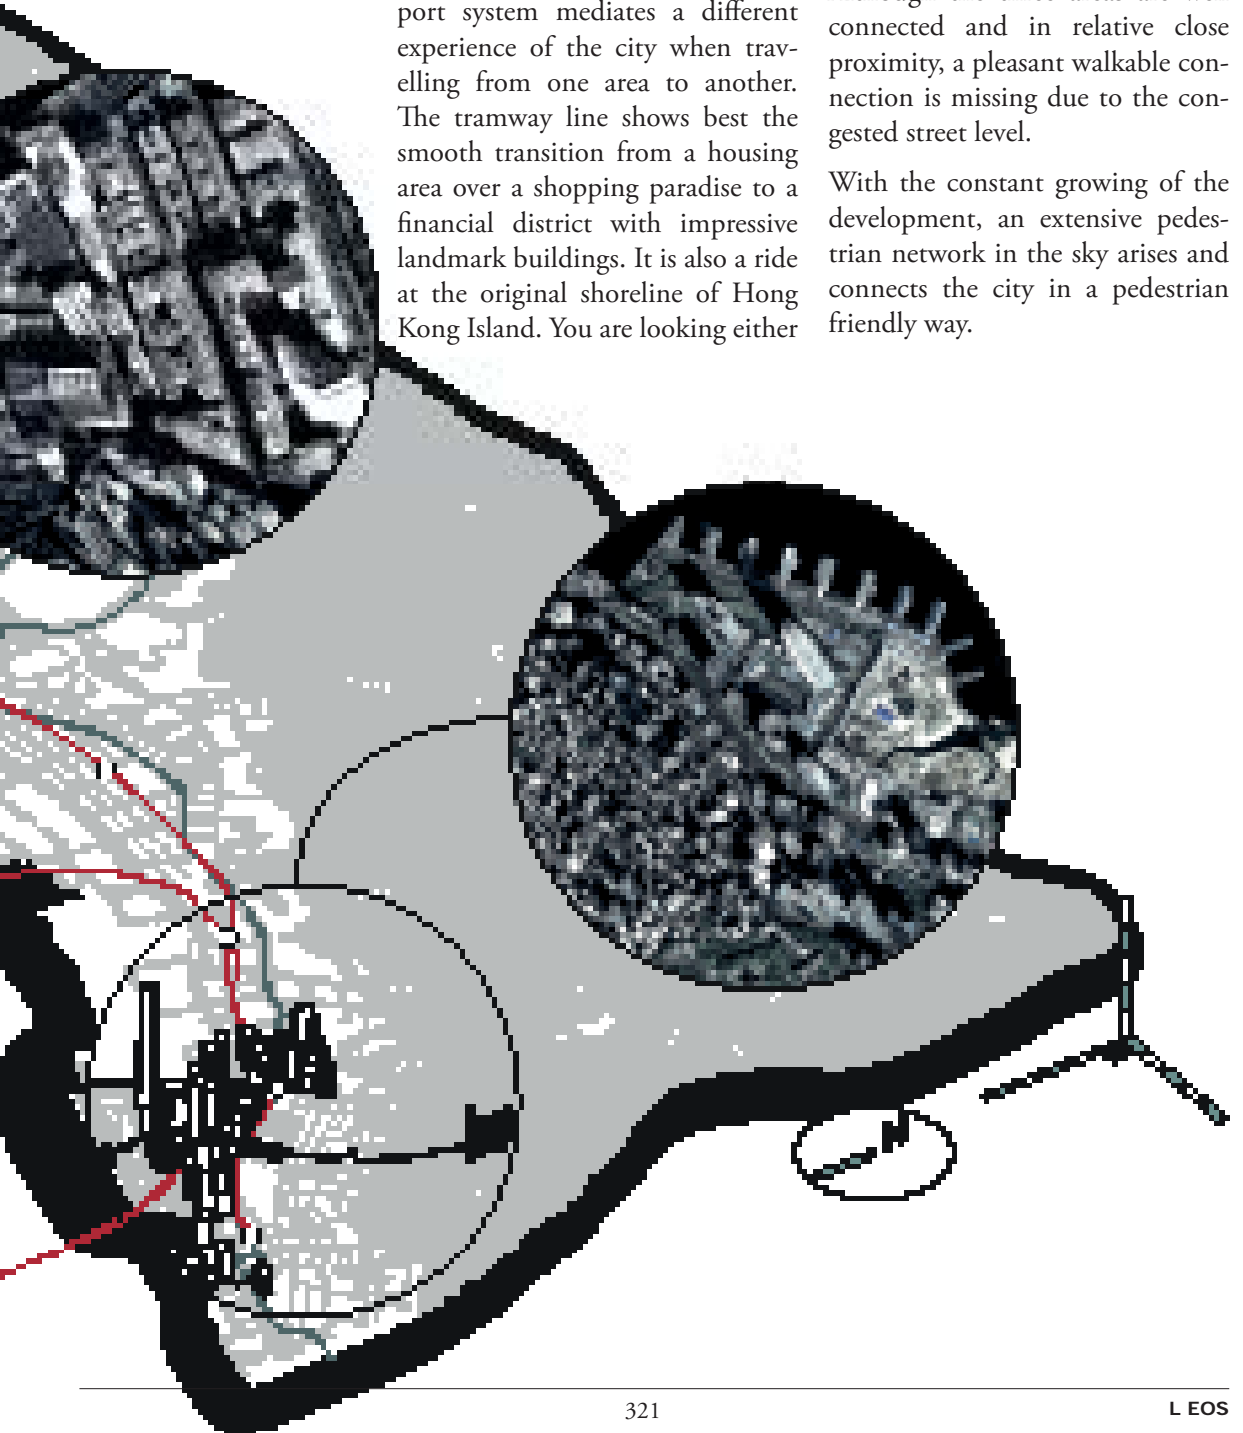 port system mediates a different
experience of the city when trav-
elling from one area to another.
The tramway line shows best the
smooth transition from a housing
area over a shopping paradise to a
financial district with impressive
landmark buildings. It is also a ride
at the original shoreline of Hong
Kong Island. You are looking either
connected and in relative close
proximity, a pleasant walkable con-
nection is missing due to the con-
gested street level.
With the constant growing of the
development, an extensive pedes-
trian network in the sky arises and
connects the city in a pedestrian
friendly way.
321
L EOS